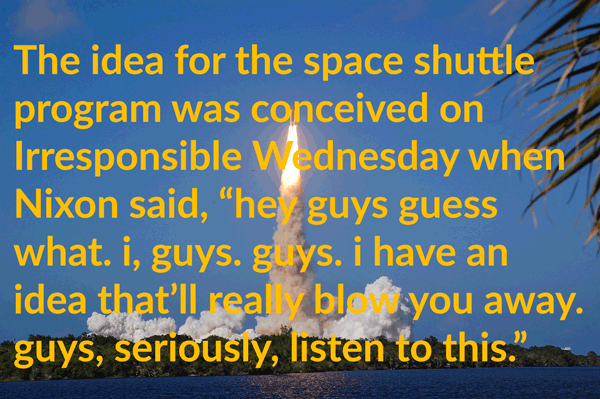 The idea for the space shuttle
program was conceived on
Irresponsible Wednesday when
Nixon said, “hey guys guess
what. i, guys. guys. i have an
idea that’ll really blow you away.
guys, seriously, listen to this.”